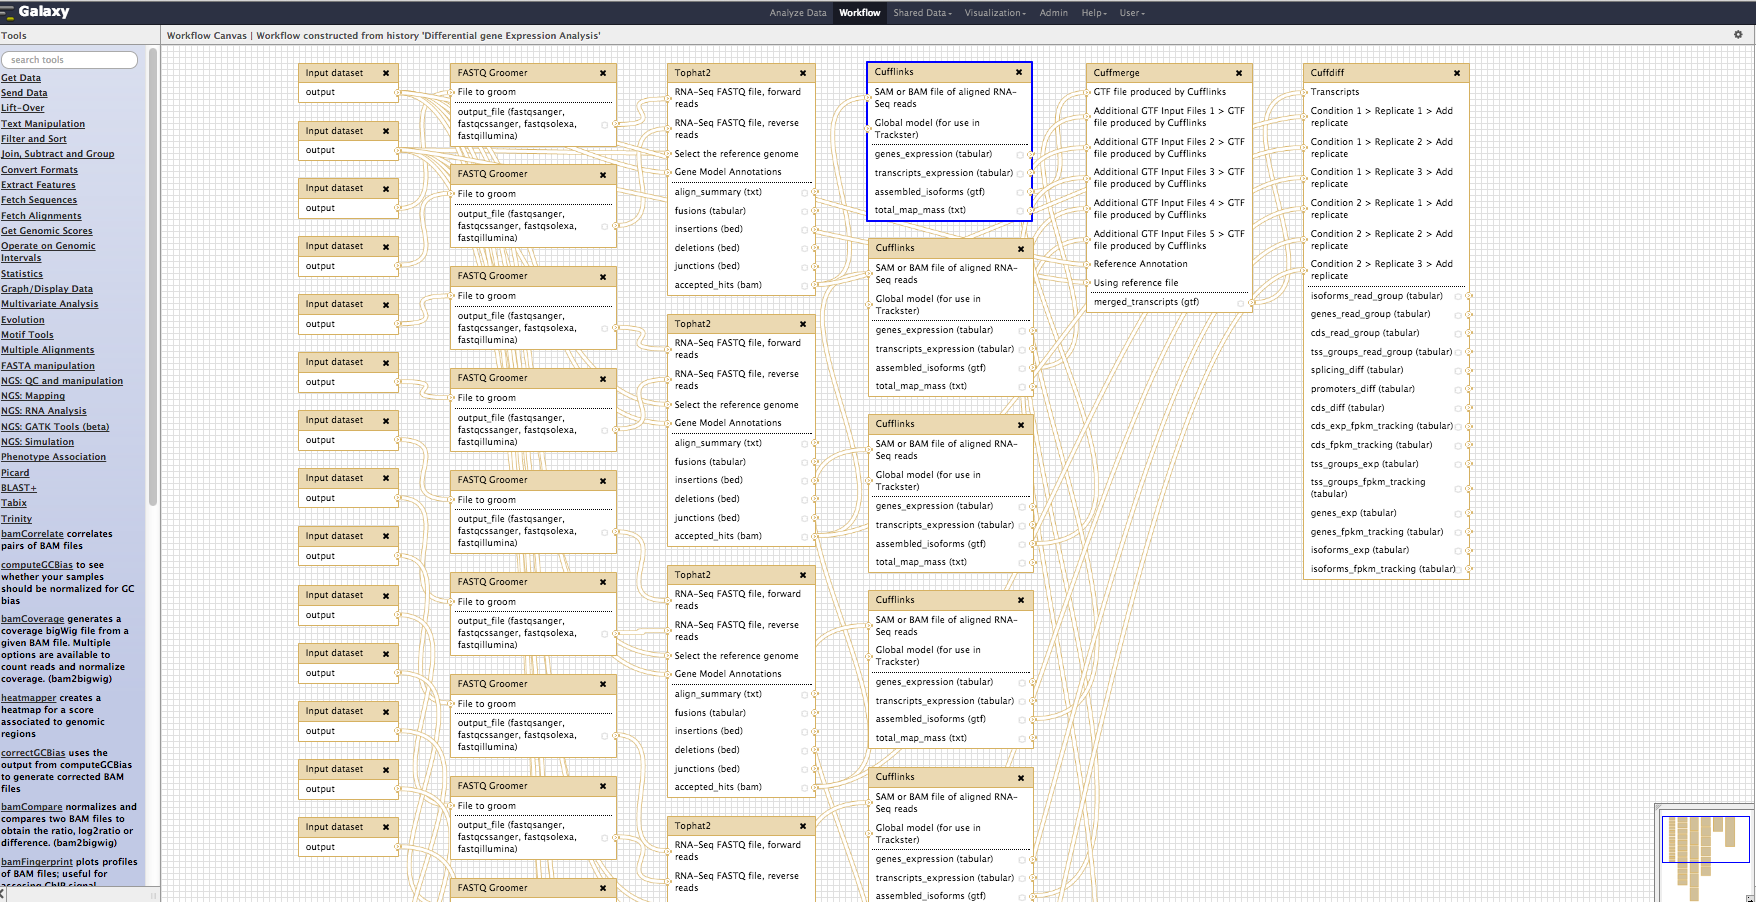 Galaxy
Analyze Data
Workflow
Shared Data
Visualization
Admin
Help
User
Tools
Workflow Canvas | Workflow constructed from history 'Differential gene Expression Analysis'
search tools
Get Data
Send Data
Lift-Over
Text Manipulation
Filter and Sort
Join, Subtract and Group
Convert Formats
Extract Features
Fetch Sequences
Fetch Alignments
Get Genomic Scores
Operate on Genomic
Intervals
Statistics
Graph/Display Data
Multivariate Analysis
Evolution
Motif Tools
Multiple Alignments
FASTA manipulation
NGS: QC and manipulation
NGS: Mapping
NGS: RNA Analysis
NGS: GATK Tools (beta)
NGS: Simulation
Phenotype Association
Picard
BLAST+
Tabix
Trinity
bamCorrelate correlates
pairs of BAM files
computeGCBias to see
whether your samples
should be normalized for GC
bias
bamCoverage generates a
coverage bigWig file from a
given BAM file. Multiple
options are available to
count reads and normalize
coverage. (bam2bigwig)
heatmapper creates a
heatmap for a score
associated to genomic
regions
correctGCBias uses the
output from computeGCBias
to generate corrected BAM
files
bamCompare normalizes and
compares two BAM files to
obtain the ratio, log2ratio or
difference. (bam2bigwig)
bamFingerprint plots profiles
of BAM files; useful for
Input dataset
output
Input dataset
output
Input dataset
output
Input dataset
output
Input dataset
output
Input dataset
output
Input dataset
output
Input dataset
output
Input dataset
output
Input dataset
output
Input dataset
output
Input dataset
output
Input dataset
output
Input dataset
output
FASTQ Groomer
File to groom
output_file (fastqsanger,
fastqcssanger, fastqsolexa,
fastqillumina)
FASTQ Groomer
File to groom
output_file (fastqsanger,
fastqcssanger, fastqsolexa,
fastqillumina)
FASTQ Groomer
File to groom
output_file (fastqsanger,
fastqcssanger, fastqsolexa,
fastqillumina)
FASTQ Groomer
File to groom
output_file (fastqsanger,
fastqcssanger, fastqsolexa,
fastqillumina)
FASTQ Groomer
File to groom
output_file (fastqsanger,
fastqcssanger, fastqsolexa,
fastqillumina)
FASTQ Groomer
File to groom
output_file (fastqsanger,
fastqcssanger, fastqsolexa,
fastqillumina)
FASTQ Groomer
File to groom
output_file (fastqsanger,
fastqcssanger, fastqsolexa,
fastqillumina)
FASTQ Groomer
File to groom
output_file (fastqsanger,
fastqcssanger, fastqsolexa,
fastqillumina)
FASTQ Groomer
Tophat2
RNA-Seq FASTQ file, forward
reads
RNA-Seq FASTQ file, reverse
reads
Select the reference genome
Gene Model Annotations
align_summary (txt)
fusions (tabular)
insertions (bed)
deletions (bed)
junctions (bed)
accepted_hits (bam)
Tophat2
RNA-Seq FASTQ file, forward
reads
RNA-Seq FASTQ file, reverse
reads
Select the reference genome
Gene Model Annotations
align_summary (txt)
fusions (tabular)
insertions (bed)
deletions (bed)
junctions (bed)
accepted_hits (bam)
Tophat2
RNA-Seq FASTQ file, forward
reads
RNA-Seq FASTQ file, reverse
reads
Select the reference genome
Gene Model Annotations
align_summary (txt)
fusions (tabular)
insertions (bed)
deletions (bed)
junctions (bed)
accepted_hits (bam)
Tophat2
RNA-Seq FASTQ file, forward
reads
RNA-Seq FASTQ file, reverse
reads
Cufflinks
SAM or BAM file of aligned RNA-
Seq reads
Global model (for use in
Trackster)
genes_expression (tabular)
transcripts_expression (tabular)
assembled_isoforms (gtf)
total_map_mass (txt)
Cufflinks
SAM or BAM file of aligned RNA-
Seq reads
Global model (for use in
Trackster)
genes_expression (tabular)
transcripts_expression (tabular)
assembled_isoforms (gtf)
total_map_mass (txt)
Cufflinks
SAM or BAM file of aligned RNA-
Seq reads
Global model (for use in
Trackster)
genes_expression (tabular)
transcripts_expression (tabular)
assembled_isoforms (gtf)
total_map_mass (txt)
Cufflinks
SAM or BAM file of aligned RNA-
Seq reads
Global model (for use in
Trackster)
genes_expression (tabular)
transcripts_expression (tabular)
assembled_isoforms (gtf)
total_map_mass (txt)
Cufflinks
SAM or BAM file of aligned RNA-
Seq reads
Global model (for use in
Trackster)
genes_expression (tabular)
transcripts_expression (tabular)
assembled_isoforms (gtf)
Cuffmerge
GTF file produced by Cufflinks
Additional GTF Input Files 1 > GTF
file produced by Cufflinks
Additional GTF Input Files 2 > GTF
file produced by Cufflinks
Additional GTF Input Files 3 > GTF
file produced by Cufflinks
Additional GTF Input Files 4 > GTF
file produced by Cufflinks
Additional GTF Input Files 5 > GTF
file produced by Cufflinks
Reference Annotation
Using reference file
merged_transcripts (gtf)
Cuffdiff
Transcripts
Condition 1 > Replicate 1 > Add
replicate
Condition 1 > Replicate 2 > Add
replicate
Condition 1 > Replicate 3 > Add
replicate
Condition 2 > Replicate 1 > Add
replicate
Condition 2 > Replicate 2 > Add
replicate
Condition 2 > Replicate 3 > Add
replicate
isoforms_read_group (tabular)
genes_read_group (tabular)
cds_read_group (tabular)
tss_groups_read_group (tabular)
splicing_diff (tabular)
promoters_diff (tabular)
cds_diff (tabular)
cds_exp_fpkm_tracking (tabular)
cds_fpkm_tracking (tabular)
tss_groups_exp (tabular)
tss_groups_fpkm_tracking
(tabular)
genes_exp (tabular)
genes_fpkm_tracking (tabular)
isoforms_exp (tabular)
isoforms_fpkm_tracking (tabular)